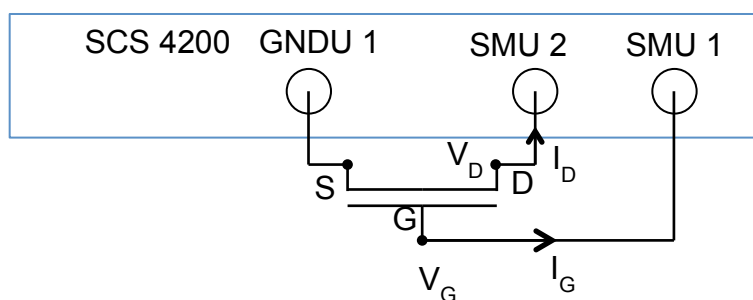 SCS 4200 GNDU 1 SMU 2 SMU 1
V_D I_D
S D
G
V_G I_G